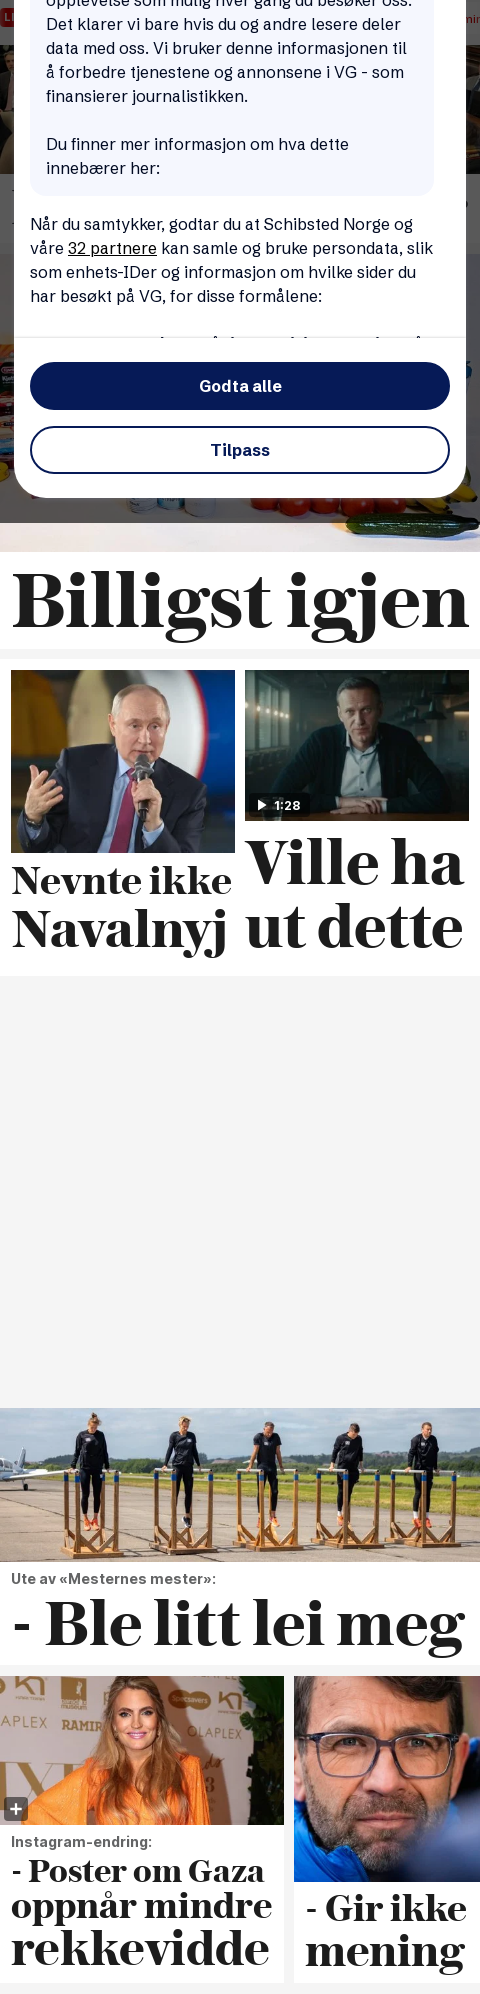 opplevelse som mulig hver gang du besøker oss.
Det klarer vi bare hvis du og andre lesere deler
data med oss. Vi bruker denne informasjonen til
å forbedre tjenestene og annonsene i VG - som
finansierer journalistikken.
Du finner mer informasjon om hva dette
innebærer her:
Når du samtykker, godtar du at Schibsted Norge og
våre 32 partnere kan samle og bruke persondata, slik
som enhets-IDer og informasjon om hvilke sider du
har besøkt på VG, for disse formålene:
Godta alle
Tilpass
Billigst igjen
1:28
Nevnte ikke
Navalnyj
Ville ha
ut dette
Ute av «Mesternes mester»:
- Ble litt lei meg
Specsavers
OLAPLEX
Instagram-endring:
- Poster om Gaza
oppnår mindre
rekkevidde
- Gir ikke
mening